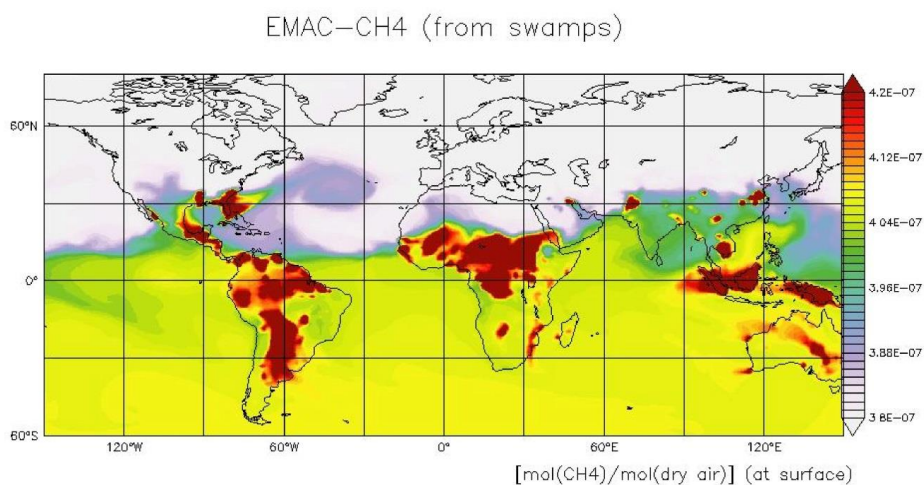 EMAC-CH4 (from swamps)
60°N
0°
60°S
120°W
60°W
0°
60°E
120°E
4.2E-07
4.12E-07
4.04E-07
3.96E-07
3.88E-07
3.8E-07
[mol(CH4)/mol(dry air)] (at surface)